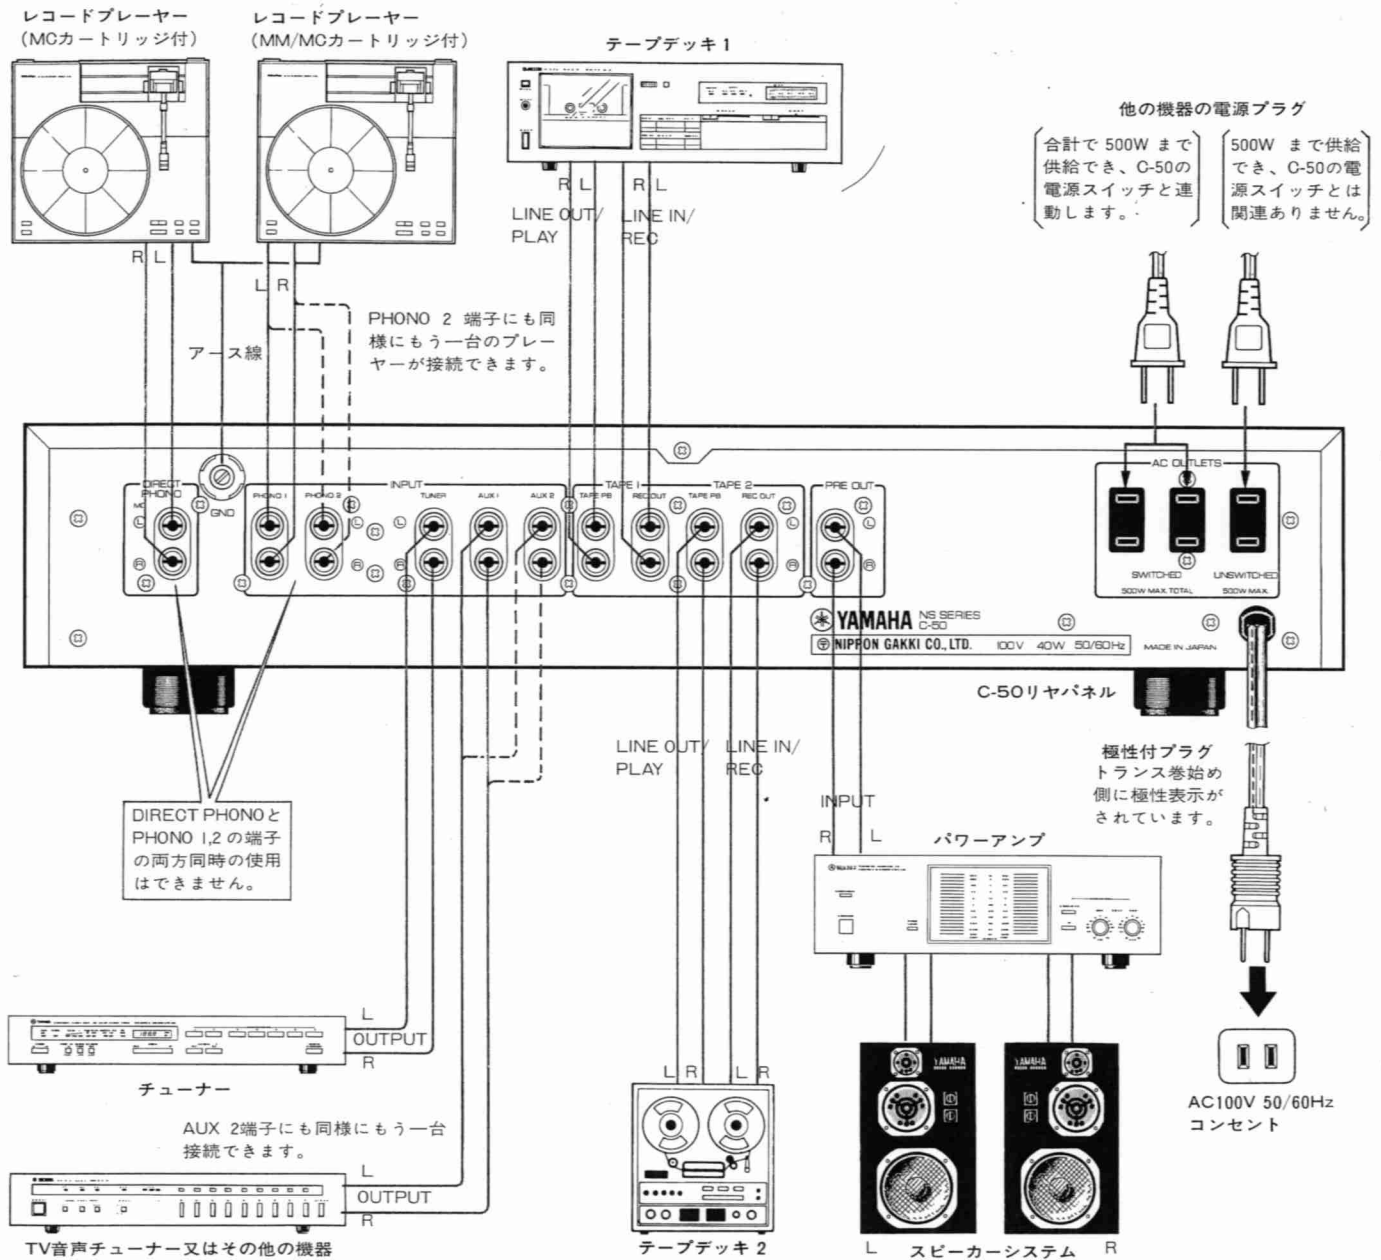 レコードプレーヤー
(MCカートリッジ付)
レコードプレーヤー
(MM/MCカートリッジ付)
テープデッキ 1
他の機器の電源プラグ
合計で 500W まで
供給でき、C-50の
電源スイッチと連
動します。
500W まで供給
でき、C-50の電
源スイッチとは
関連ありません。
R L
L R
R L
R L
LINE OUT/
PLAY
LINE IN/
REC
アース線
PHONO 2 端子にも同
様にもう一台のプレー
ヤーが接続できます。
DIRECT
PHONO
MC
L
R
GND
INPUT
PHONO 1
PHONO 2
L
R
L
R
TUNER
AUX 1
AUX 2
TAPE 1
TAPE PB
REC OUT
TAPE 2
TAPE PB
REC OUT
L
R
PRE OUT
L
R
AC OUTLETS
SWITCHED
500W MAX. TOTAL
UNSWITCHED
500W MAX.
YAMAHA NS SERIES
C-50
NIPPON GAKKI CO., LTD. 100V 40W 50/60Hz
MADE IN JAPAN
C-50リヤパネル
DIRECT PHONOと
PHONO 1,2 の端子
の両方同時の使用
はできません。
LINE OUT/
PLAY
LINE IN/
REC
INPUT
R L
パワーアンプ
極性付プラグ
トランス巻始め
側に極性表示が
されています。
L
OUTPUT
R
チューナー
AUX 2端子にも同様にもう一台
接続できます。
L
OUTPUT
R
TV音声チューナー又はその他の機器
L R
L R
テープデッキ 2
YAMAHA
YAMAHA
L
スピーカーシステム
R
AC100V 50/60Hz
コンセント